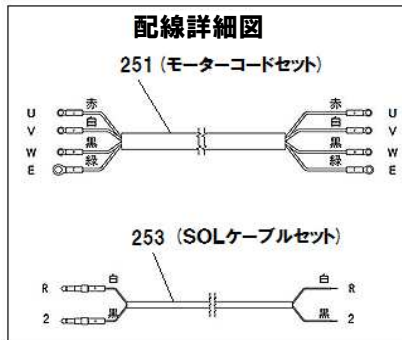 配線詳細図
251 (モーターコードセット)
U 赤 赤 U
V 白 白 V
W 黒 黒 W
E 緑 緑 E
253 (SOLケーブルセット)
R 白 白 R
2 黒 黒 2